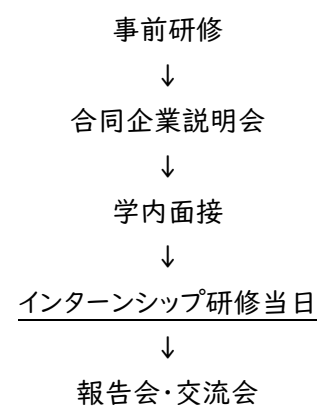 事前研修
↓
合同企業説明会
↓
学内面接
↓
インターンシップ研修当日
↓
報告会・交流会